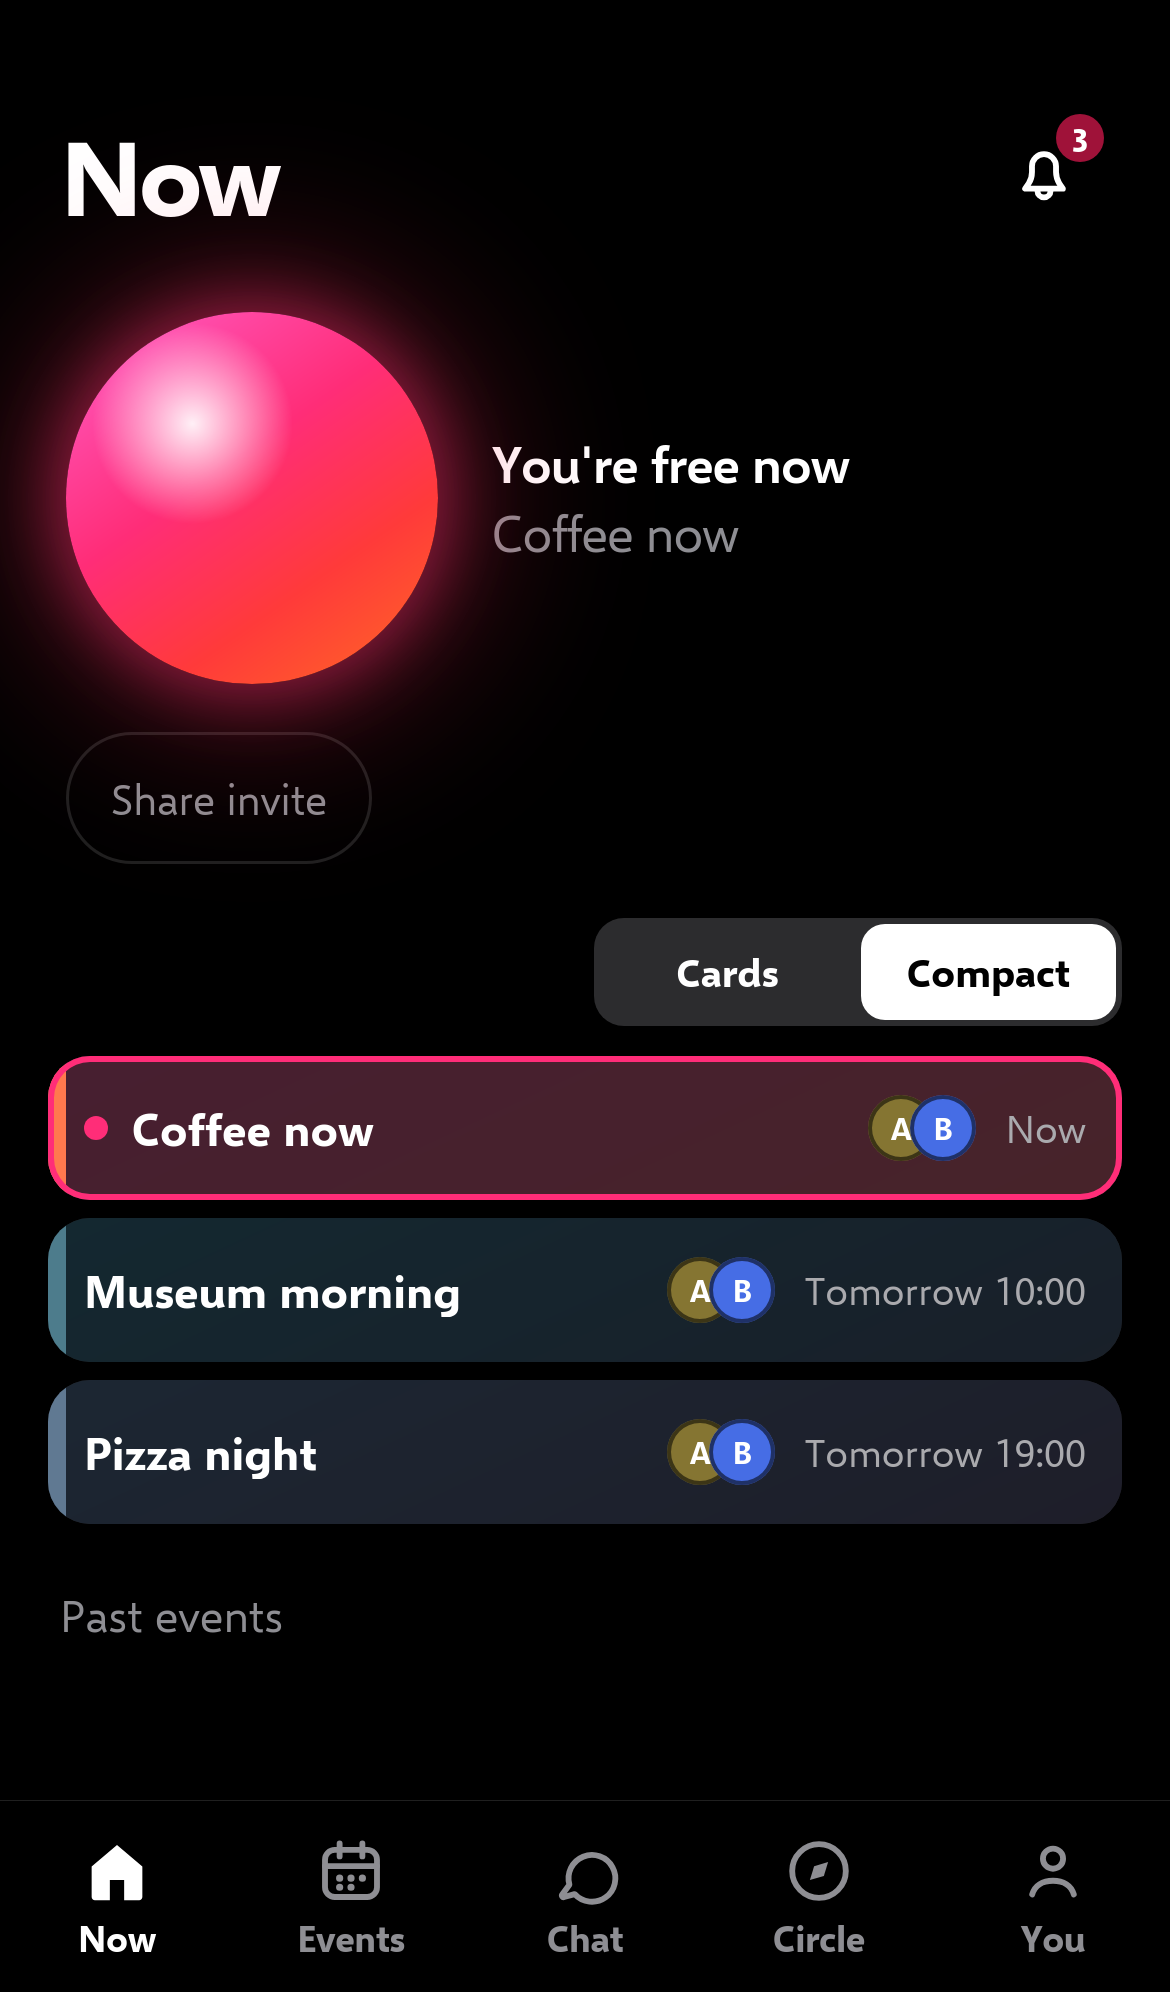 Now
3
You're free now
Coffee now
Share invite
Cards Compact
Coffee now A B Now
Museum morning A B Tomorrow 10:00
Pizza night A B Tomorrow 19:00
Past events
Now Events Chat Circle You